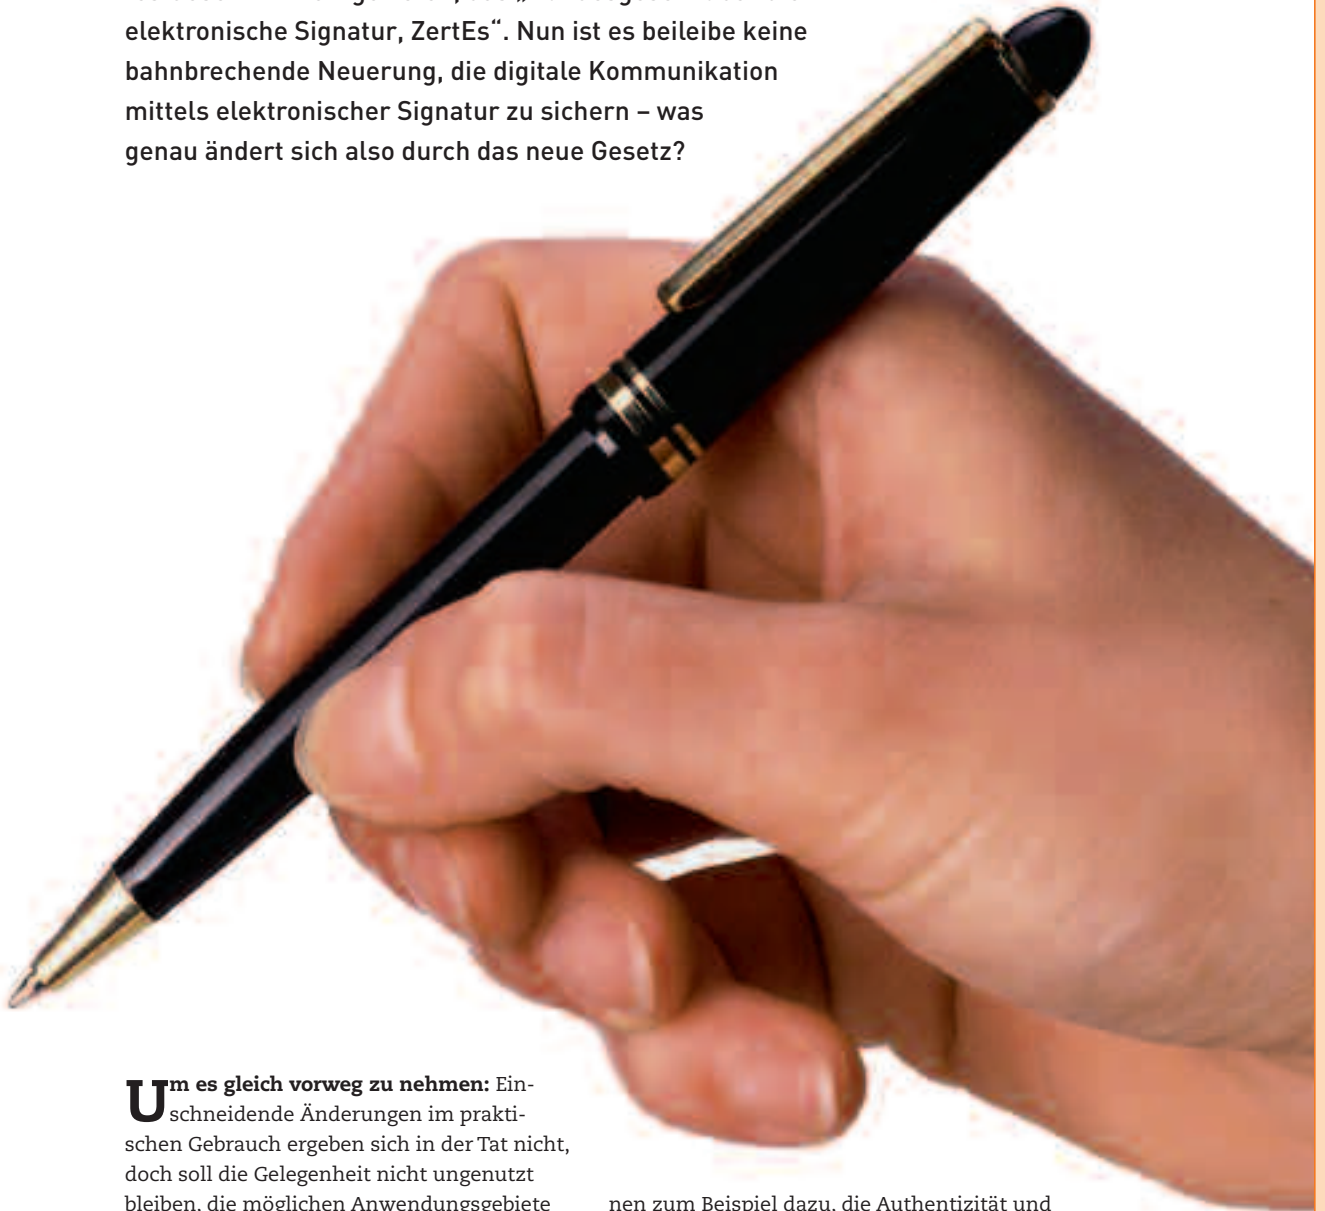 elektronische Signatur, ZertEs“. Nun ist es beileibe keine
bahnbrechende Neuerung, die digitale Kommunikation
mittels elektronischer Signatur zu sichern – was
genau ändert sich also durch das neue Gesetz?
Um es gleich vorweg zu nehmen: Ein-
schneidende Änderungen im prakti-
schen Gebrauch ergeben sich in der Tat nicht,
doch soll die Gelegenheit nicht ungenutzt
bleiben, die möglichen Anwendungsgebiete
nen zum Beispiel dazu, die Authentizität und